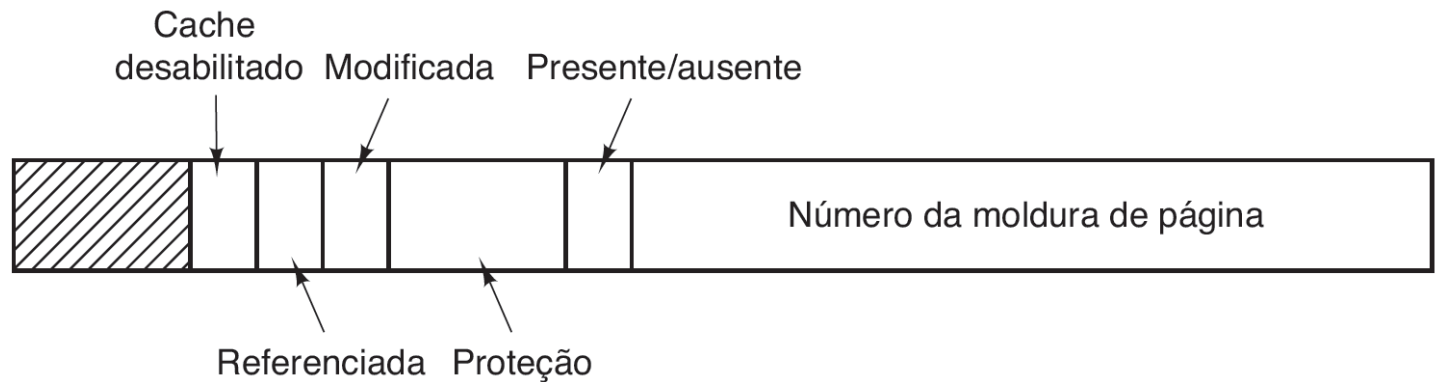 Cache
desabilitado Modificada Presente/ausente
Número da moldura de página
Referenciada Proteção